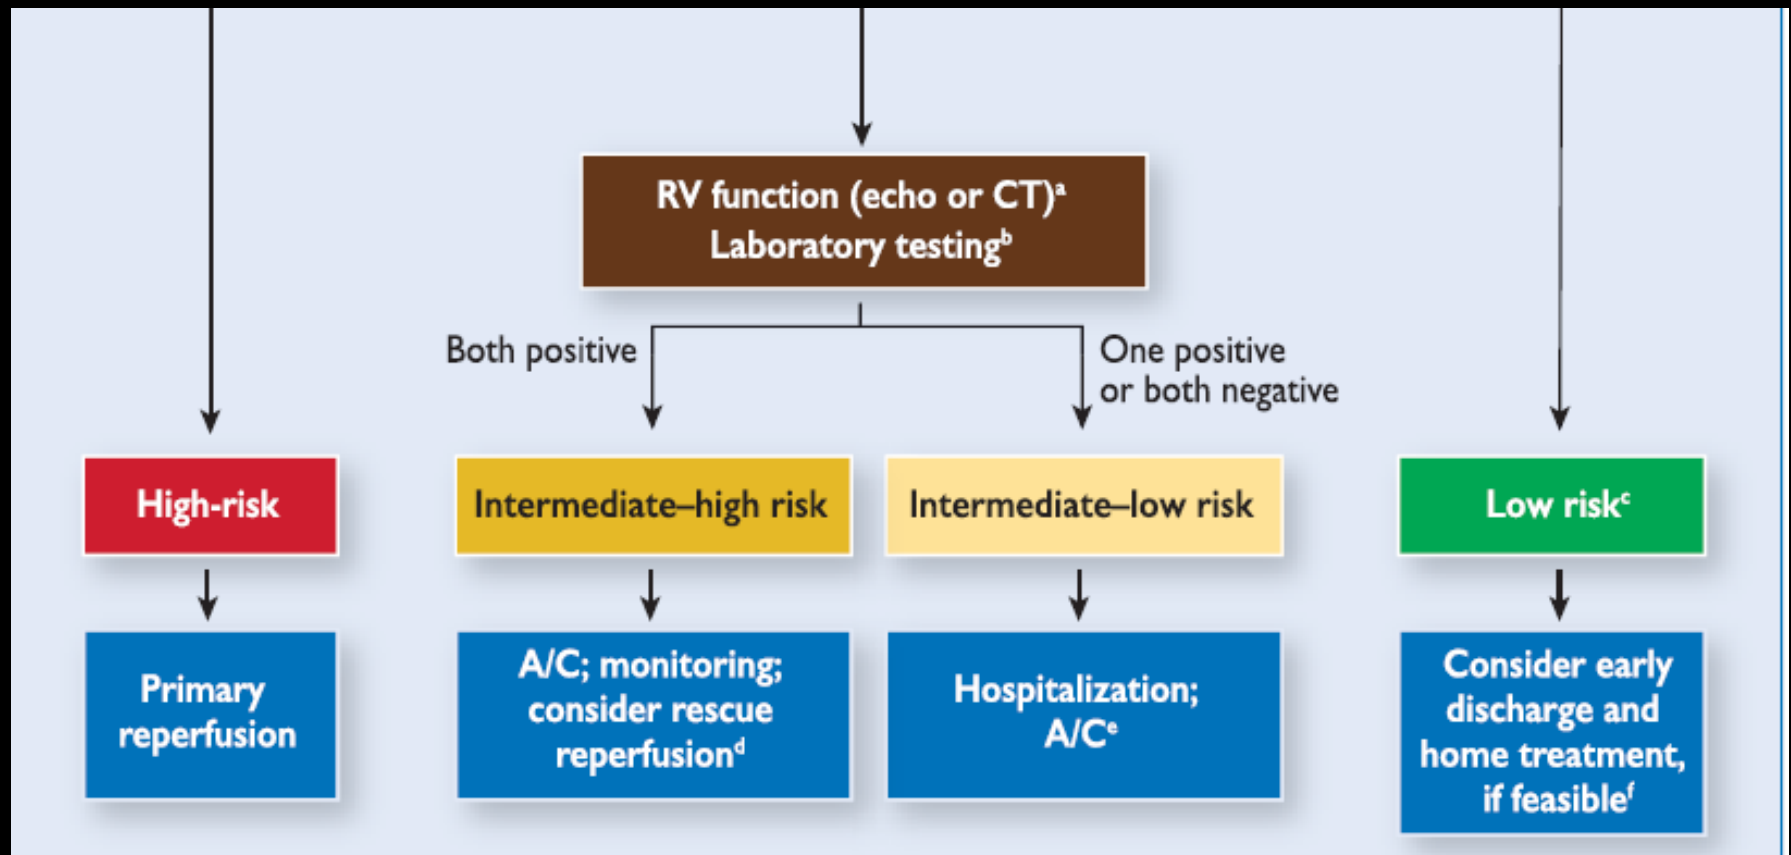 RV function (echo or CT)ᵃ
Laboratory testingᵇ
Both positive
One positive
or both negative
High-risk
Intermediate–high risk
Intermediate–low risk
Low riskᶜ
Primary
reperfusion
A/C; monitoring;
consider rescue
reperfusionᵈ
Hospitalization;
A/Cᵉ
Consider early
discharge and
home treatment,
if feasibleᶠ